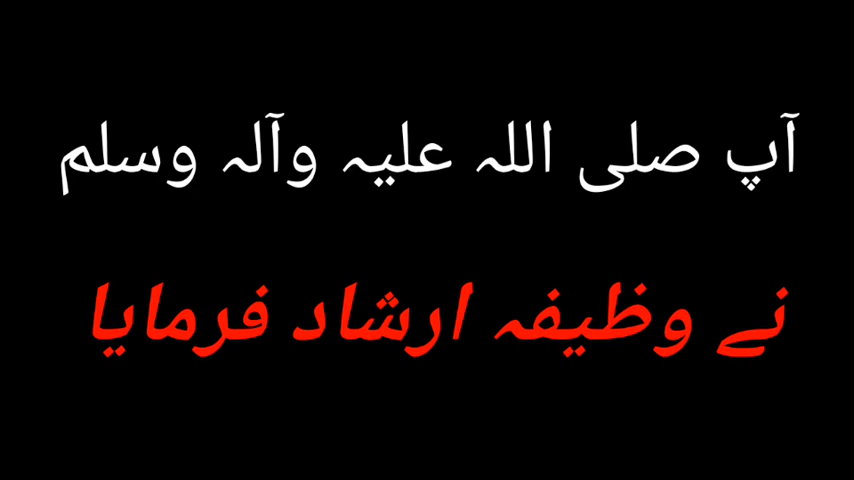 آپ صلی اللہ علیہ وآلہ وسلم
نے وظیفہ ارشاد فرمایا